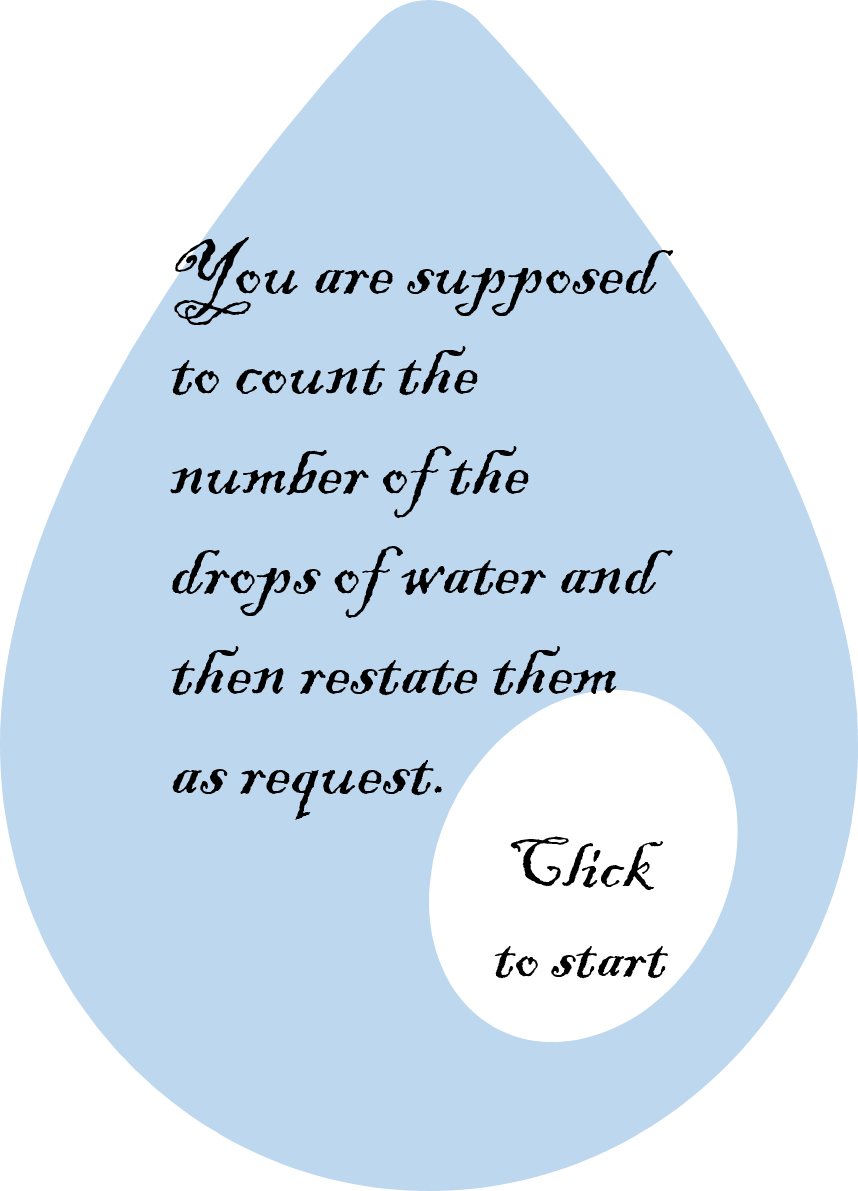 You are supposed
to count the
number of the
drops of water and
then restate them
as request.
Click
to start